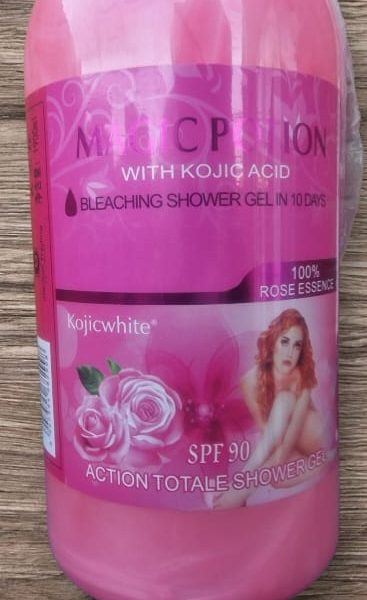 MAGIC POTION
WITH KOJIC ACID
BLEACHING SHOWER GEL IN 10 DAYS
100%
ROSE ESSENCE
Kojicwhite®
SPF 90
ACTION TOTALE SHOWER GEL